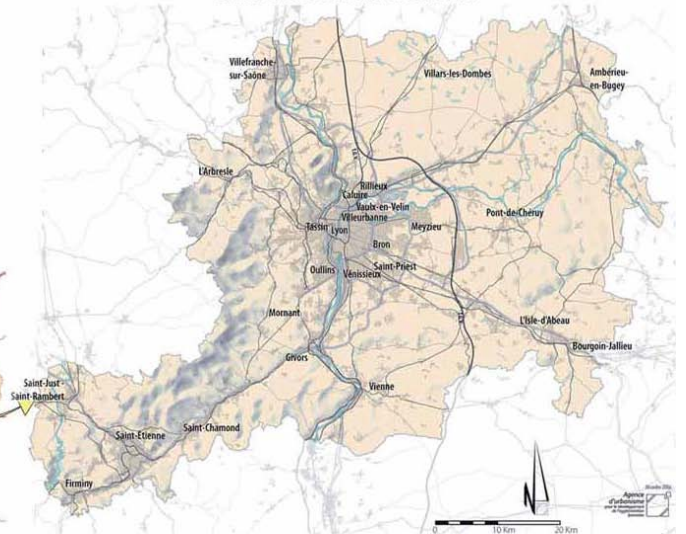 Villefranche-
sur-Saône
Villars-les-Dombes
Ambérieu-
en-Bugey
L'Arbresle
Rillieux
Caluire
Vaulx-en-Velin
Villeurbanne
Tassin
Lyon
Meyzieu
Pont-de-Cheruy
Bron
Oullins
Vénissieux
Saint-Priest
Mornant
L'Isle-d'Abeau
Bourgoin-Jallieu
Givors
Vienne
Saint-Just-
Saint-Rambert
Saint-Etienne
Saint-Chamond
Firminy
N
0 10 Km 20 Km
Agence
d'urbanisme